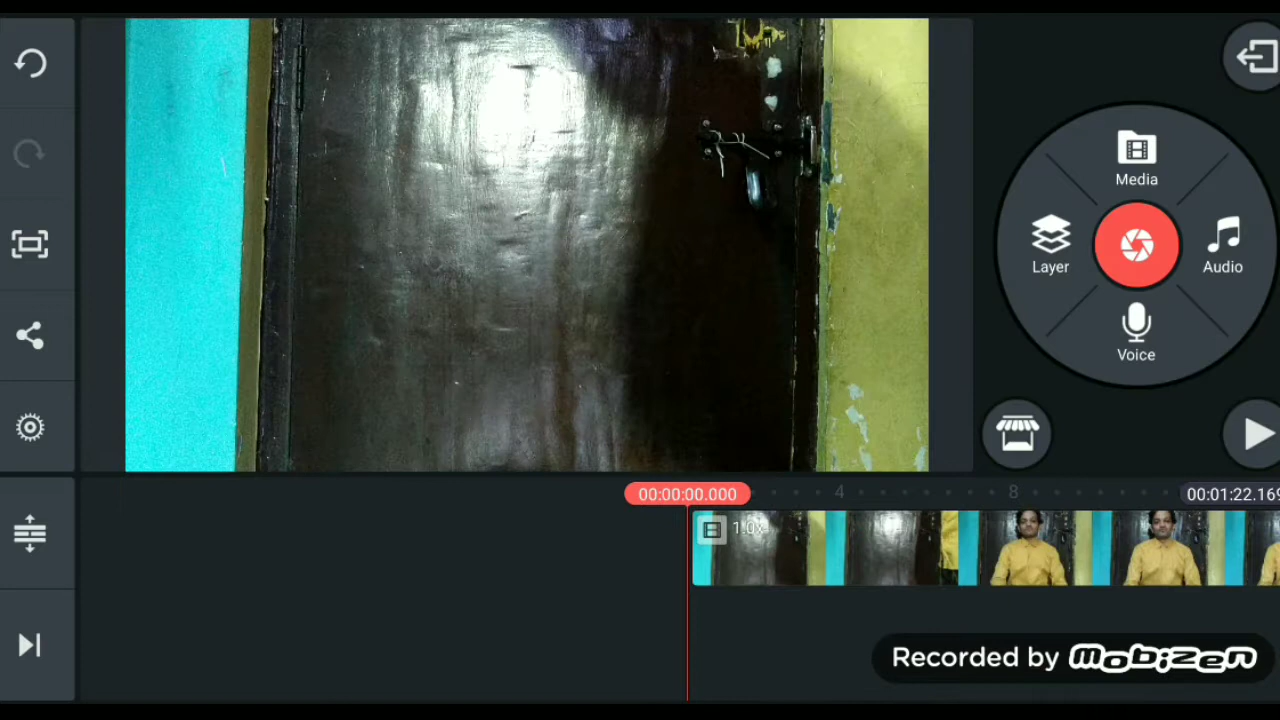 Media
Layer
Audio
Voice
00:00:00.000
4
8
00:01:22.169
1.0x
Recorded by mobizen